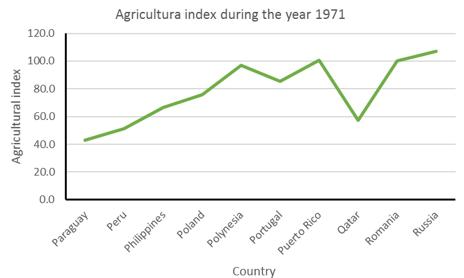 Agricultura index during the year 1971
120.0
100.0
80.0
60.0
40.0
20.0
0.0
Agricultural index
Paraguay
Peru
Philippines
Poland
Polynesia
Portugal
Puerto Rico
Qatar
Romania
Russia
Country